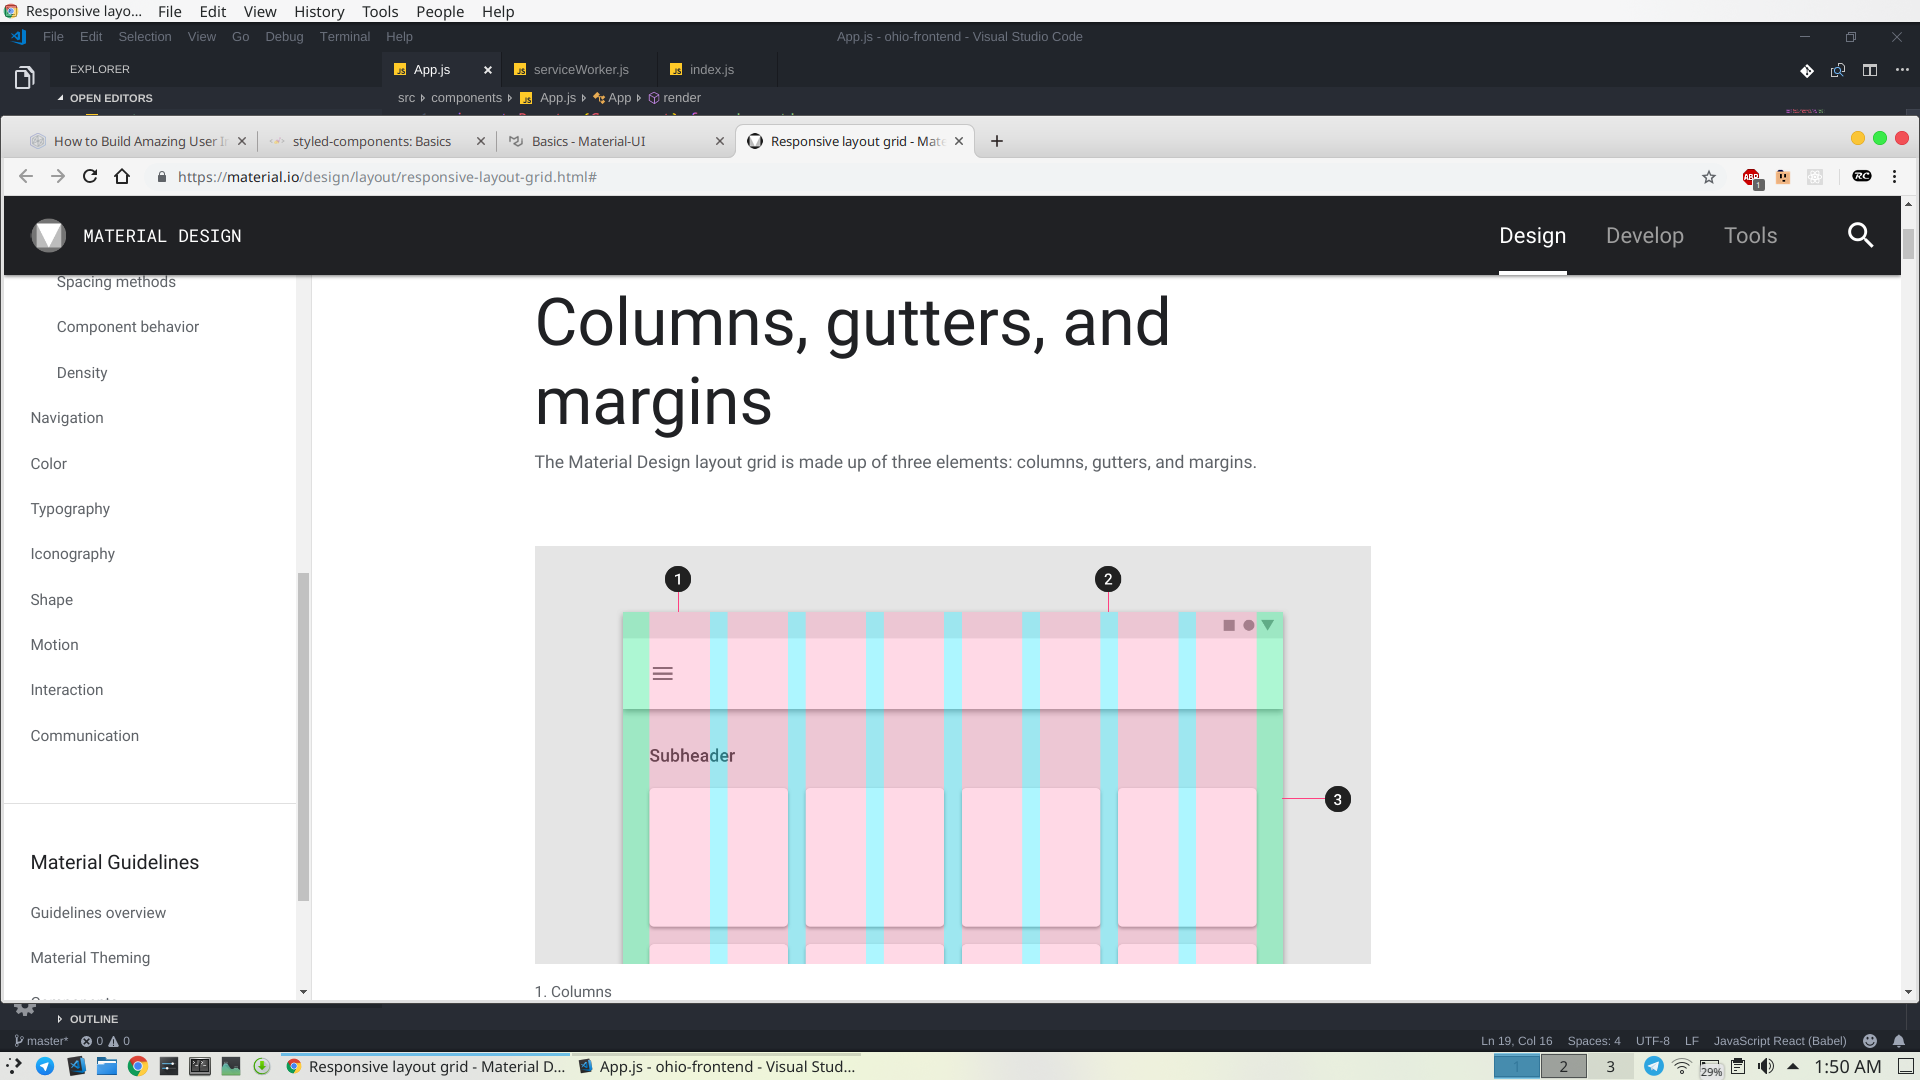 Responsive layo... File Edit View History Tools People Help
File Edit Selection View Go Debug Terminal Help App.js - ohio-frontend - Visual Studio Code
EXPLORER
App.js
serviceWorker.js
index.js
OPEN EDITORS
src components App.js App render
How to Build Amazing User I
styled-components: Basics
Basics - Material-UI
Responsive layout grid - Mate
https://material.io/design/layout/responsive-layout-grid.html#
ABP
1
RC
MATERIAL DESIGN
Design Develop Tools
Spacing methods
Component behavior
Density
Navigation
Color
Typography
Iconography
Shape
Motion
Interaction
Communication
Material Guidelines
Guidelines overview
Material Theming
Columns, gutters, and
margins
The Material Design layout grid is made up of three elements: columns, gutters, and margins.
1
2
Subheader
3
1. Columns
OUTLINE
master* 0 0 Ln 19, Col 16 Spaces: 4 UTF-8 LF JavaScript React (Babel)
Responsive layout grid - Material D... App.js - ohio-frontend - Visual Stud... 1 2 3 29% 1:50 AM